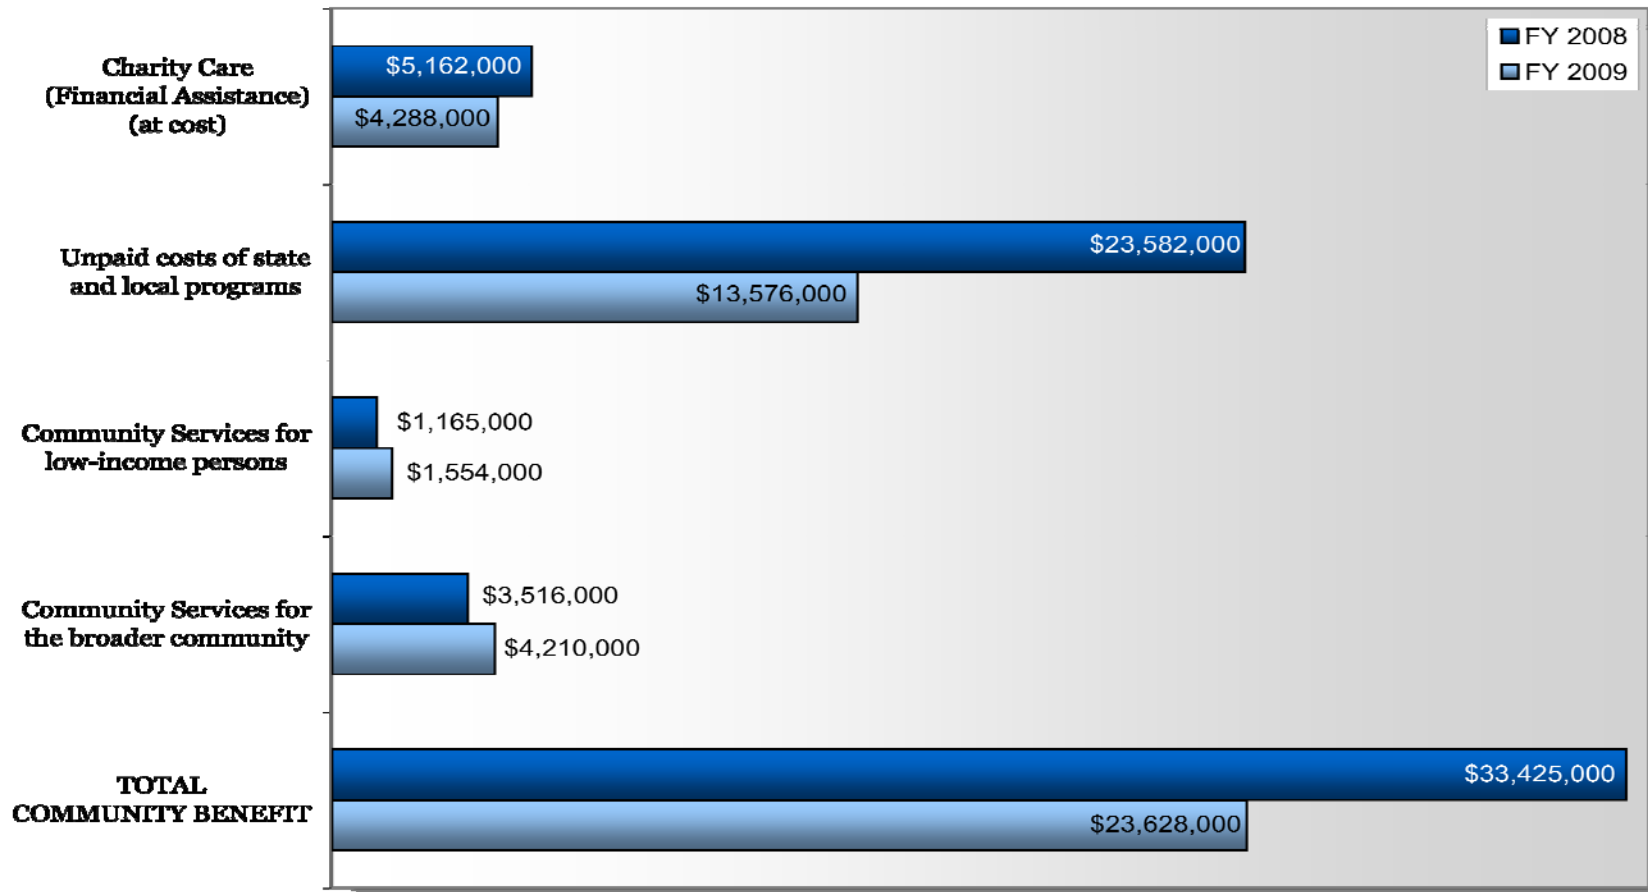 FY 2008
FY 2009
Charity Care
(Financial Assistance)
(at cost)
$5,162,000
$4,288,000
Unpaid costs of state
and local programs
$23,582,000
$13,576,000
Community Services for
low-income persons
$1,165,000
$1,554,000
Community Services for
the broader community
$3,516,000
$4,210,000
TOTAL
COMMUNITY BENEFIT
$33,425,000
$23,628,000